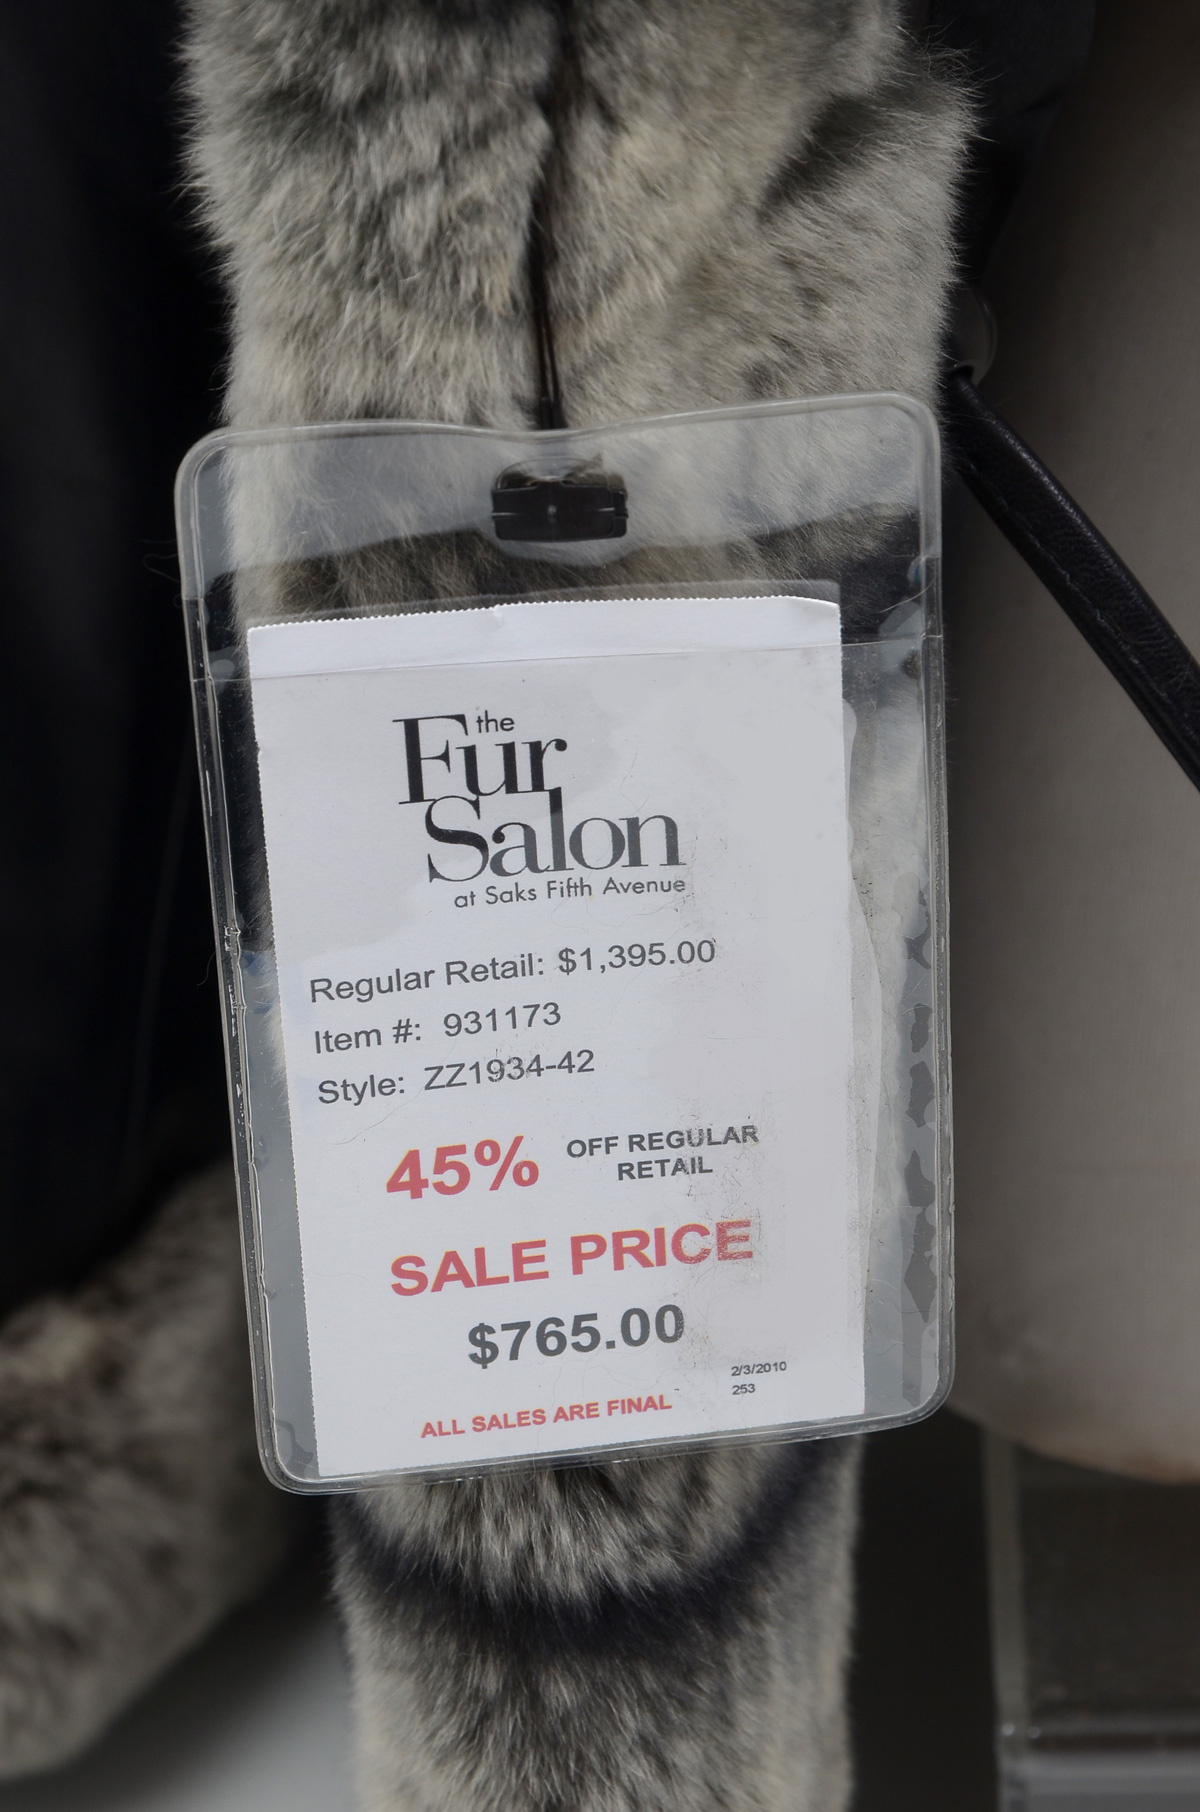 the
Fur
Salon
at Saks Fifth Avenue
Regular Retail: $1,395.00
Item #: 931173
Style: ZZ1934-42
45% OFF REGULAR
RETAIL
SALE PRICE
$765.00
2/3/2010
253
ALL SALES ARE FINAL